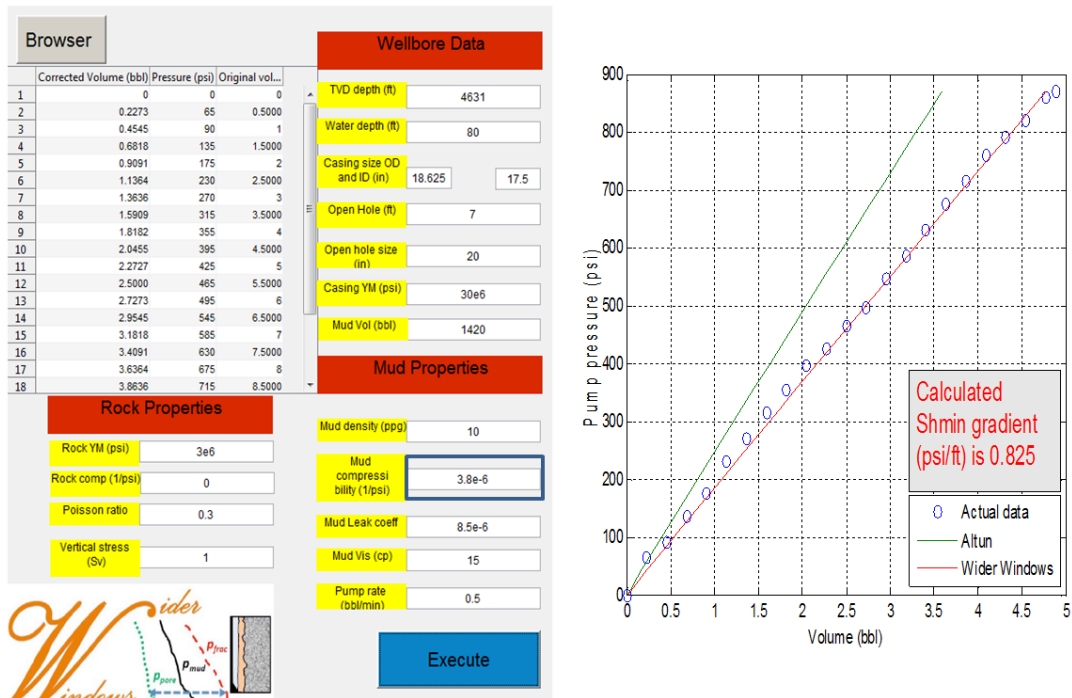 Browser
Wellbore Data
Corrected Volume (bbl) Pressure (psi) Original vol...
1 0 0 0
2 0.2273 65 0.5000
3 0.4545 90 1
4 0.6818 135 1.5000
5 0.9091 175 2
6 1.1364 230 2.5000
7 1.3636 270 3
8 1.5909 315 3.5000
9 1.8182 355 4
10 2.0455 395 4.5000
11 2.2727 425 5
12 2.5000 465 5.5000
13 2.7273 495 6
14 2.9545 545 6.5000
15 3.1818 585 7
16 3.4091 630 7.5000
17 3.6364 675 8
18 3.8636 715 8.5000
TVD depth (ft) 4631
Water depth (ft) 80
Casing size OD
and ID (in) 18.625 17.5
Open Hole (ft) 7
Open hole size
(in) 20
Casing YM (psi) 30e6
Mud Vol (bbl) 1420
Rock Properties
Rock YM (psi) 3e6
Rock comp (1/psi) 0
Poisson ratio 0.3
Vertical stress
(Sv) 1
Mud Properties
Mud density (ppg) 10
Mud
compressi
bility (1/psi) 3.8e-6
Mud Leak coeff 8.5e-6
Mud Vis (cp) 15
Pump rate
(bbl/min) 0.5
Execute
Wider
Windows
Pfrac
Pmud
Ppore
Pump pressure (psi)
900
800
700
600
500
400
300
200
100
0
0 0.5 1 1.5 2 2.5 3 3.5 4 4.5 5
Volume (bbl)
Calculated
Shmin gradient
(psi/ft) is 0.825
Actual data
Altun
Wider Windows